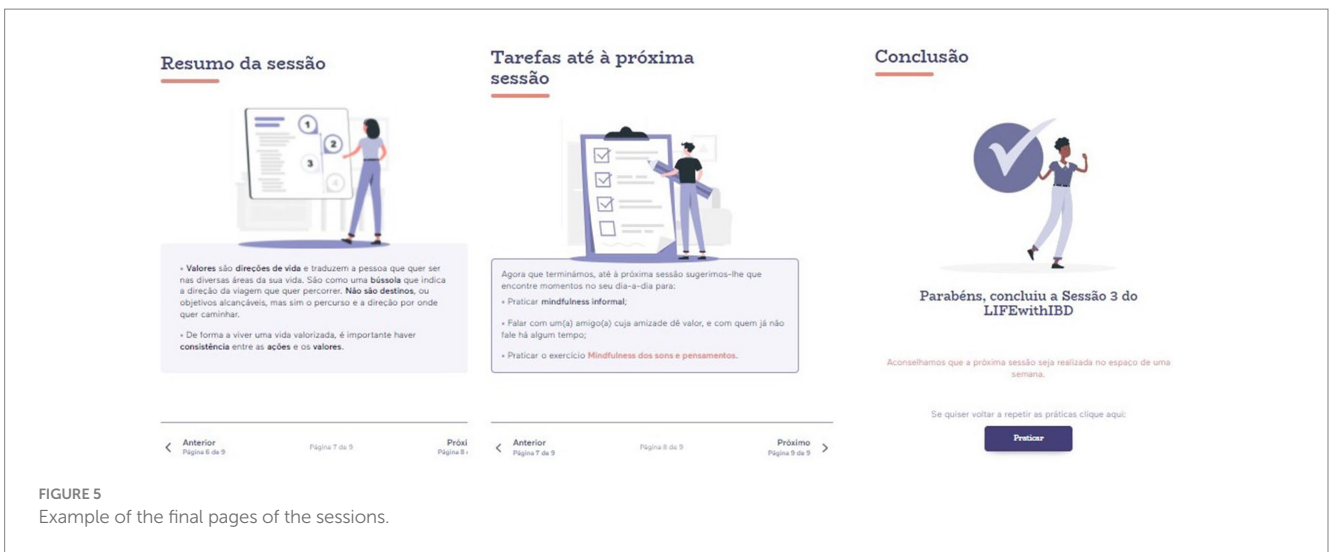 Resumo da sessão
1
2
3
4
• Valores são direções de vida e traduzem a pessoa que quer ser
nas diversas áreas da sua vida. São como uma bússola que indica
a direção da viagem que quer percorrer. Não são destinos, ou
objetivos alcançáveis, mas sim o percurso e a direção por onde
quer caminhar.
• De forma a viver uma vida valorizada, é importante haver
consistência entre as ações e os valores.
Anterior
Página 6 de 9
Página 7 de 9
Próxi
Página 8
Tarefas até à próxima
sessão
Agora que terminámos, até à próxima sessão sugerimos-lhe que
encontre momentos no seu dia-a-dia para:
• Praticar mindfulness informal;
• Falar com um(a) amigo(a) cuja amizade dê valor, e com quem já não
fale há algum tempo;
• Praticar o exercício Mindfulness dos sons e pensamentos.
Anterior
Página 7 de 9
Página 8 de 9
Próximo
Página 9 de 9
Conclusão
Parabéns, concluiu a Sessão 3 do
LIFEwithIBD
Aconselhamos que a próxima sessão seja realizada no espaço de uma
semana.
Se quiser voltar a repetir as práticas clique aqui:
Praticar
FIGURE 5
Example of the final pages of the sessions.